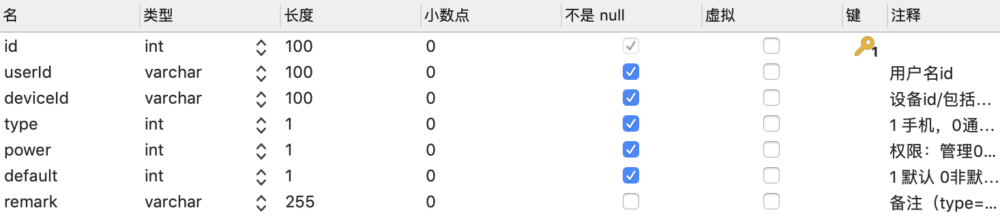 名 类型 长度 小数点 不是 null 虚拟 键 注释
id int 100 0 1
userId varchar 100 0 用户名id
deviceId varchar 100 0 设备id/包括...
type int 1 0 1 手机，0通...
power int 1 0 权限：管理0...
default int 1 0 1 默认 0非默...
remark varchar 255 0 备注（type=...